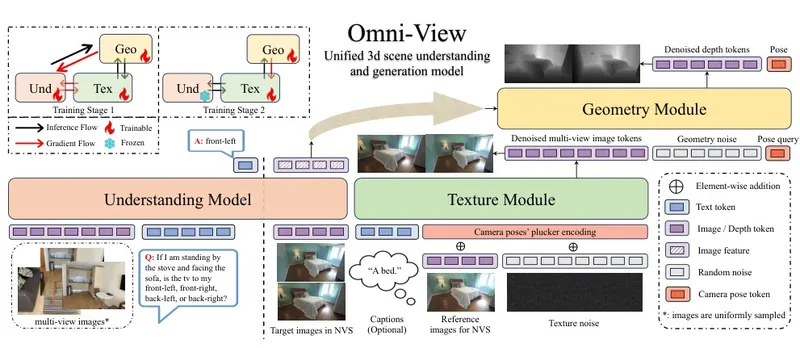 Omni-View
Unified 3d scene understanding
and generation model
Geo
Und
Tex
Training Stage 1
Geo
Und
Tex
Training Stage 2
Inference Flow
Trainable
Gradient Flow
Frozen
Denoised depth tokens
Pose
Geometry Module
A: front-left
Denoised multi-view image tokens
Geometry noise
Pose query
Understanding Model
Texture Module
Camera poses' plucker encoding
Q: If I am standing by
the stove and facing the
sofa, is the tv to my
front-left, front-right,
back-left, or back-right?
multi-view images*
Target images in NVS
"A bed."
Captions
(Optional)
Reference
images for NVS
Texture noise
Element-wise addition
Text token
Image / Depth token
Image feature
Random noise
Camera pose token
*: images are uniformly sampled